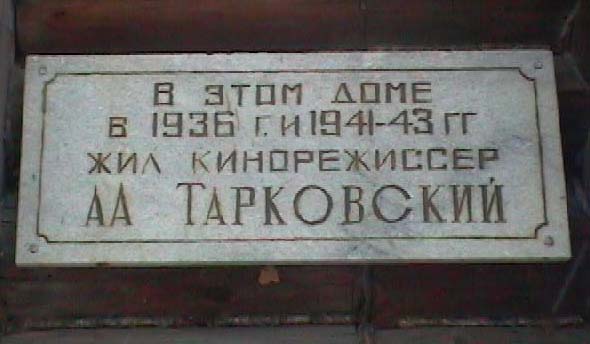 В ЭТОМ ДОМЕ
В 1936 Г. И 1941-43 ГГ
ЖИЛ КИНОРЕЖИССЕР
АА ТАРКОВСКИЙ